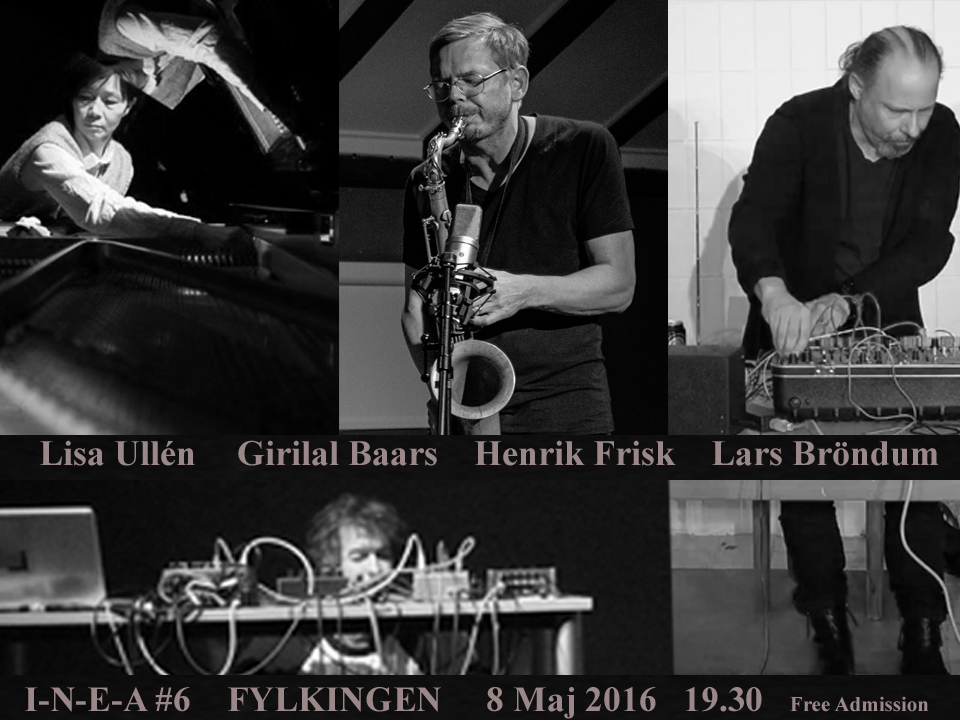 Lisa Ullén Girilal Baars Henrik Frisk Lars Bröndum
I-N-E-A #6 FYLKINGEN 8 Maj 2016 19.30 Free Admission